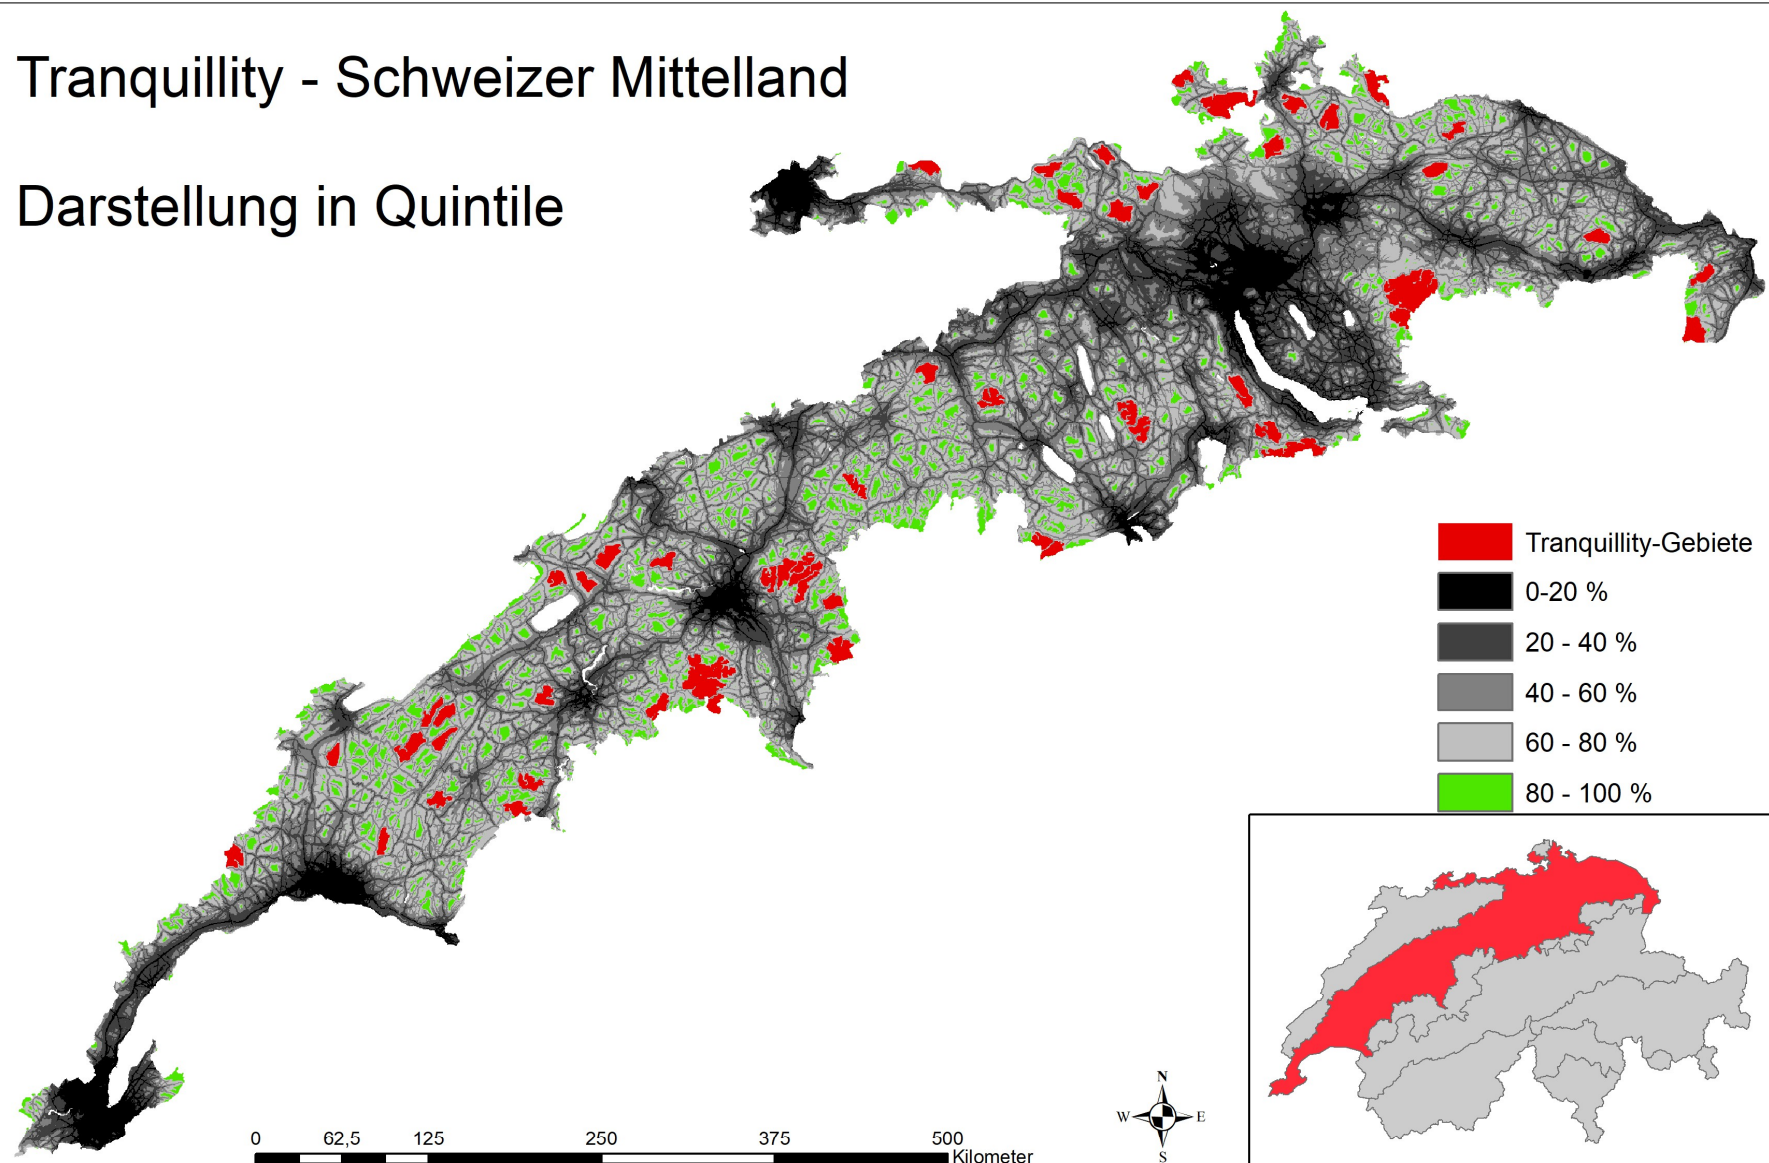 Tranquillity - Schweizer Mittelland
Darstellung in Quintile
Tranquillity-Gebiete
0-20 %
20 - 40 %
40 - 60 %
60 - 80 %
80 - 100 %
N
W E
S
0 62,5 125 250 375 500
Kilometer